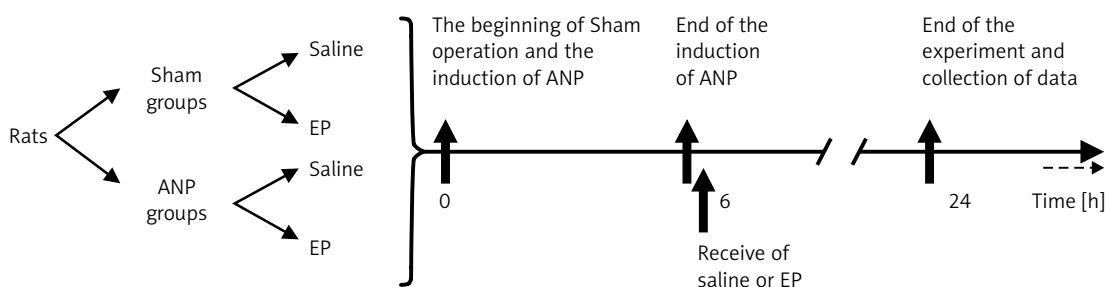 Rats
Sham
groups
ANP
groups
Saline
EP
Saline
EP
The beginning of Sham
operation and the
induction of ANP
End of the
induction
of ANP
End of the
experiment and
collection of data
0
6
24
Time [h]
Receive of
saline or EP